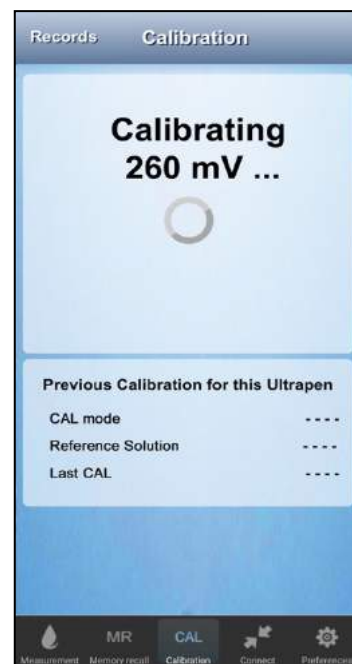 Records Calibration
Calibrating
260 mV ...
Previous Calibration for this Ultrapen
CAL mode - - - -
Reference Solution - - - -
Last CAL - - - -
MR CAL
Measurement Memory recall Calibration Connect Preferences